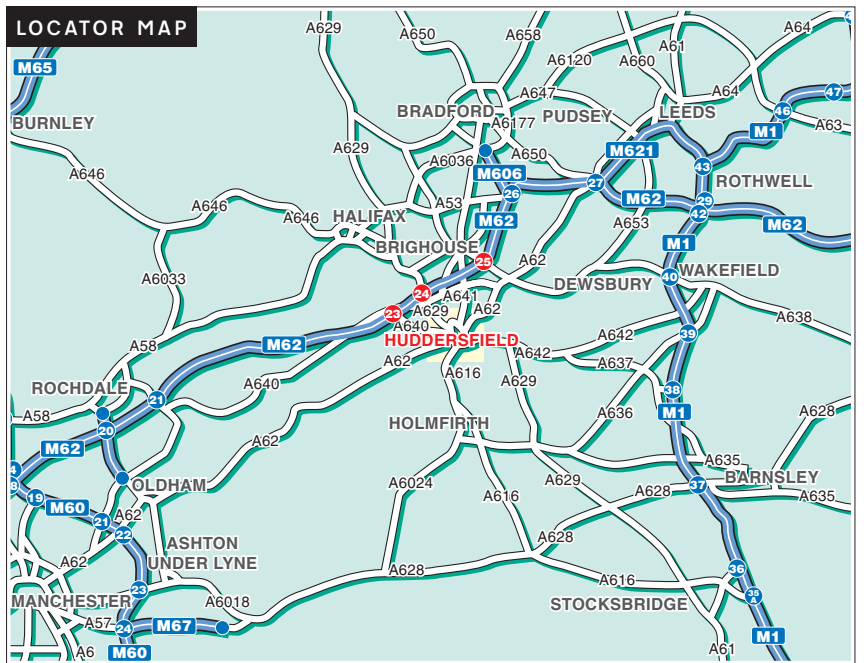 LOCATOR MAP
A629
A650
A658
A61
A64
M65
A6120
A660
A647
A64
47
46
BRADFORD
PUDSEY
LEEDS
BURNLEY
A6177
A63
M1
A629
A650
M621
A6036
43
A646
M606
27
ROTHWELL
26
M62
29
A646
A53
42
A646
HALIFAX
M62
A653
M62
BRIGHOUSE
M1
25
A62
A6033
DEWSBURY
40
WAKEFIELD
24
A641
A629
A62
23
A640
A638
HUDDERSFIELD
39
A642
A58
M62
A62
A642
A637
A616
A629
ROCHDALE
A640
38
21
A58
M1
A636
A628
20
HOLMFIRTH
A62
M62
4
A635
BARNSLEY
8
OLDHAM
A6024
A629
37
19
A616
A628
A635
M60
A62
21
22
A628
ASHTON
UNDER LYNE
A62
A628
36
A616
23
MANCHESTER
A6018
35A
STOCKSBRIDGE
A57
24
M67
M1
A6
M60
A61